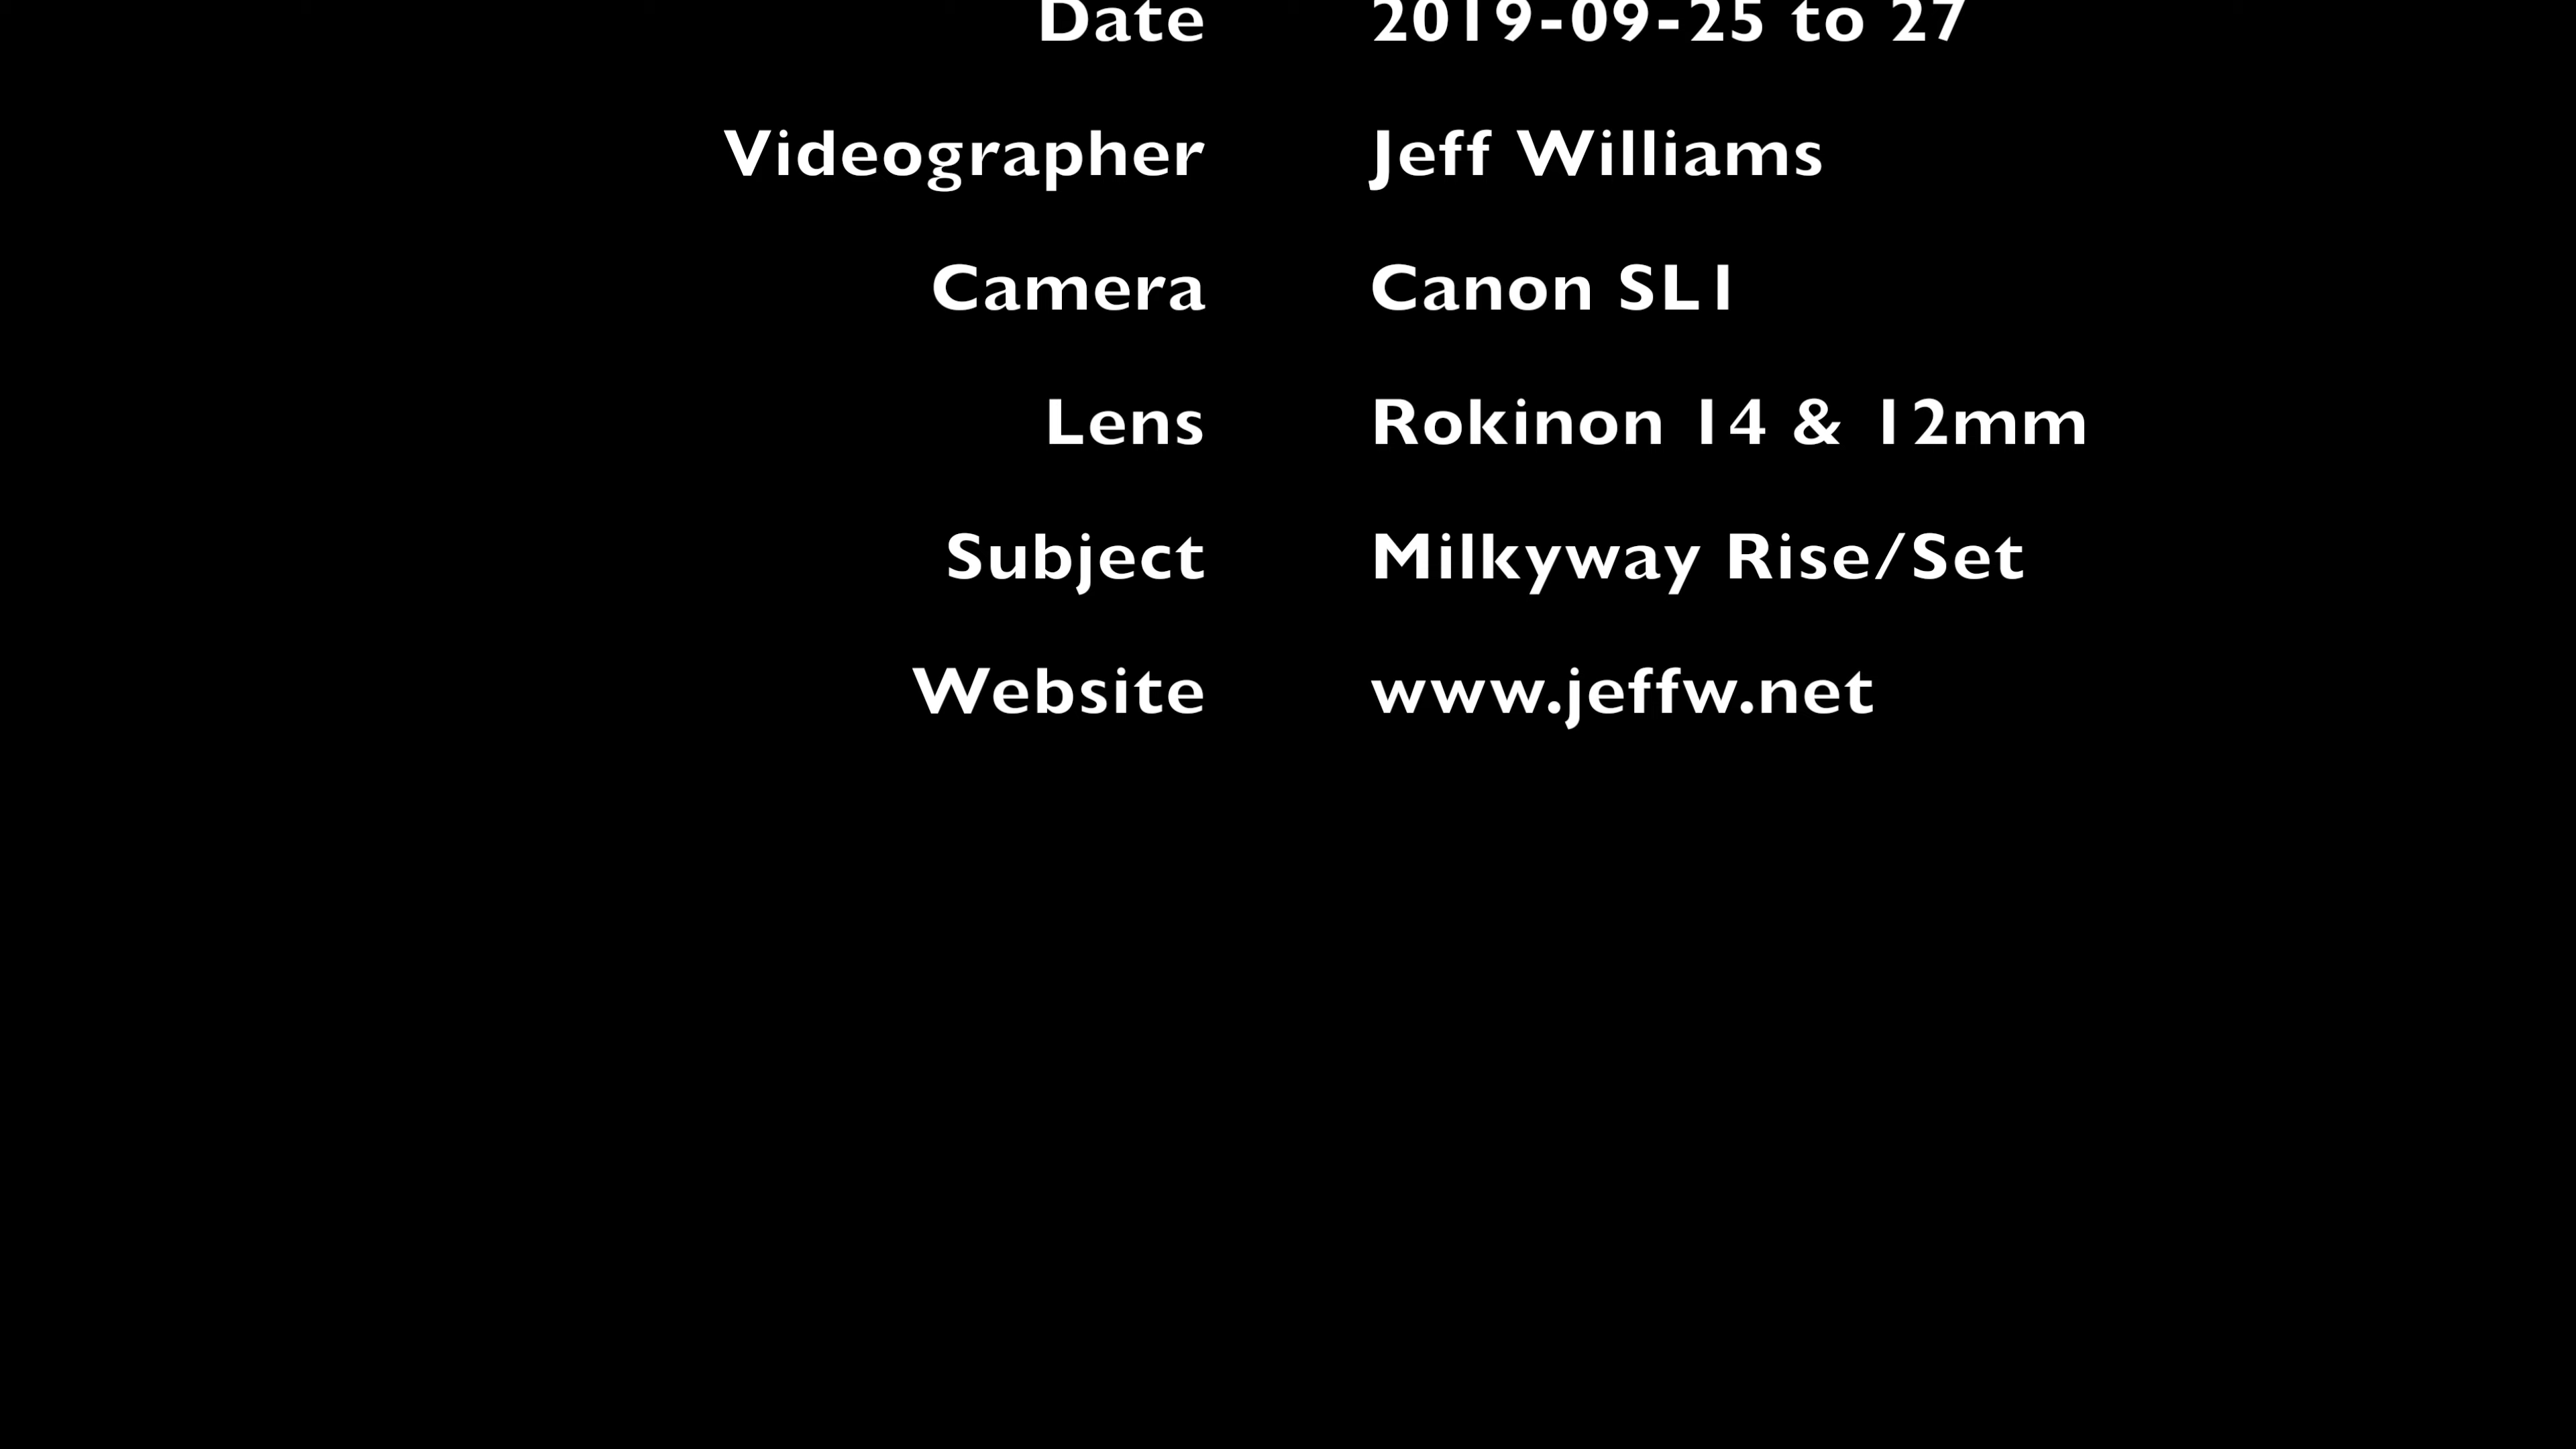 Date 2019-09-25 to 27
Videographer Jeff Williams
Camera Canon SL1
Lens Rokinon 14 & 12mm
Subject Milkyway Rise/Set
Website www.jeffw.net